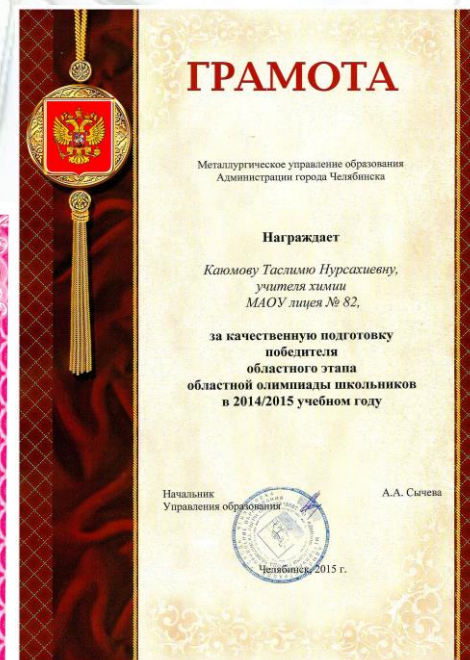 ГРАМОТА
Металлургическое управление образования
Администрации города Челябинска
Награждает
Каюмову Таслимю Нурсахиевну,
учителя химии
МАОУ лицея № 82,
за качественную подготовку
победителя
областного этапа
областной олимпиады школьников
в 2014/2015 учебном году
Начальник
Управления образования
А.А. Сычева
Челябинск, 2015 г.